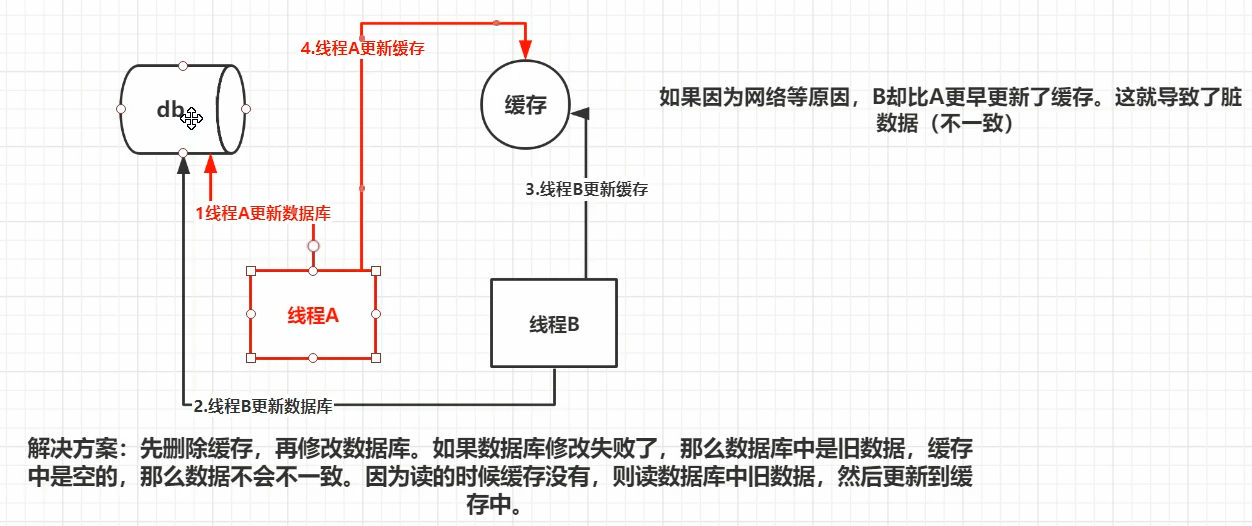 4.线程A更新缓存
db
缓存
如果因为网络等原因，B却比A更早更新了缓存。这就导致了脏
数据（不一致）
3.线程B更新缓存
1线程A更新数据库
线程A
线程B
2.线程B更新数据库
解决方案：先删除缓存，再修改数据库。如果数据库修改失败了，那么数据库中是旧数据，缓存
中是空的，那么数据不会不一致。因为读的时候缓存没有，则读数据库中旧数据，然后更新到缓
存中。